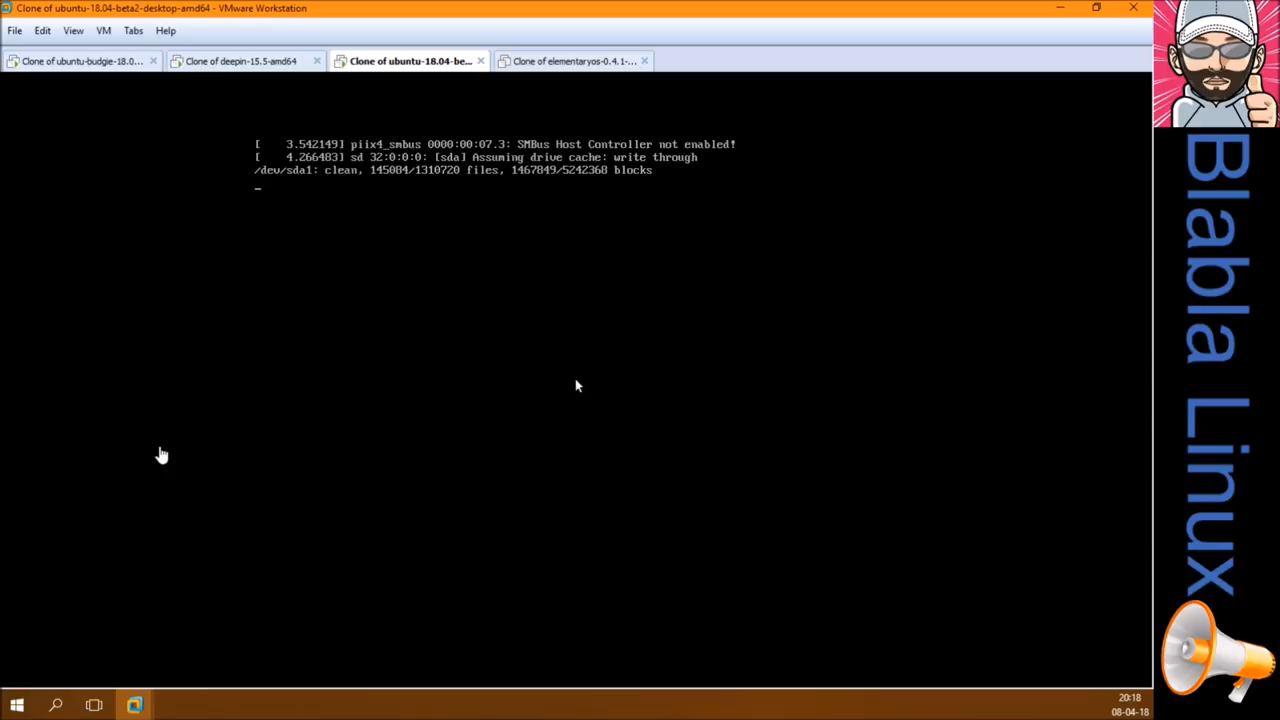 Clone of ubuntu-18.04-beta2-desktop-amd64 - VMware Workstation
File Edit View VM Tabs Help
Clone of ubuntu-budgie-18.0... Clone of deepin-15.5-amd64 Clone of ubuntu-18.04-be... Clone of elementaryos-0.4.1-...
[    3.542149] piix4_smbus 0000:00:07.3: SMBus Host Controller not enabled!
[    4.266483] sd 32:0:0:0: [sda] Assuming drive cache: write through
/dev/sda1: clean, 145084/1310720 files, 1467849/5242368 blocks
_
Blabla Linux
20:18
08-04-18